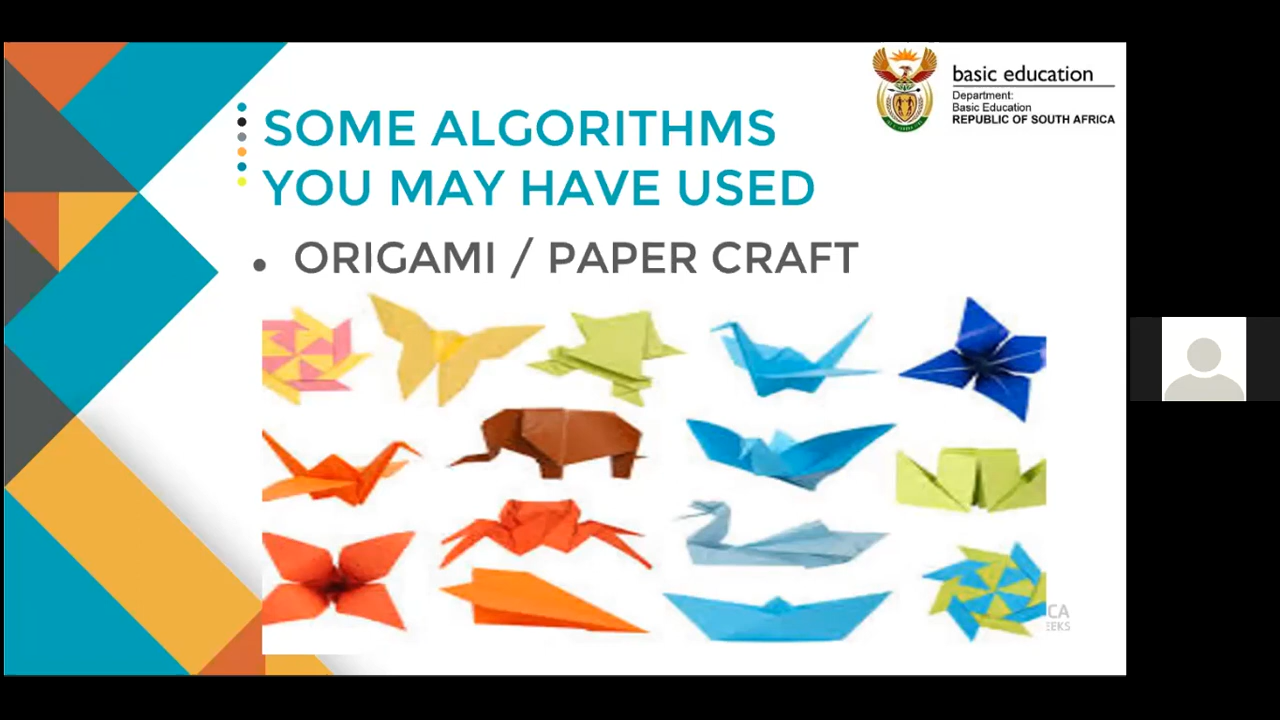 basic education
Department:
Basic Education
REPUBLIC OF SOUTH AFRICA
SOME ALGORITHMS
YOU MAY HAVE USED
• ORIGAMI / PAPER CRAFT